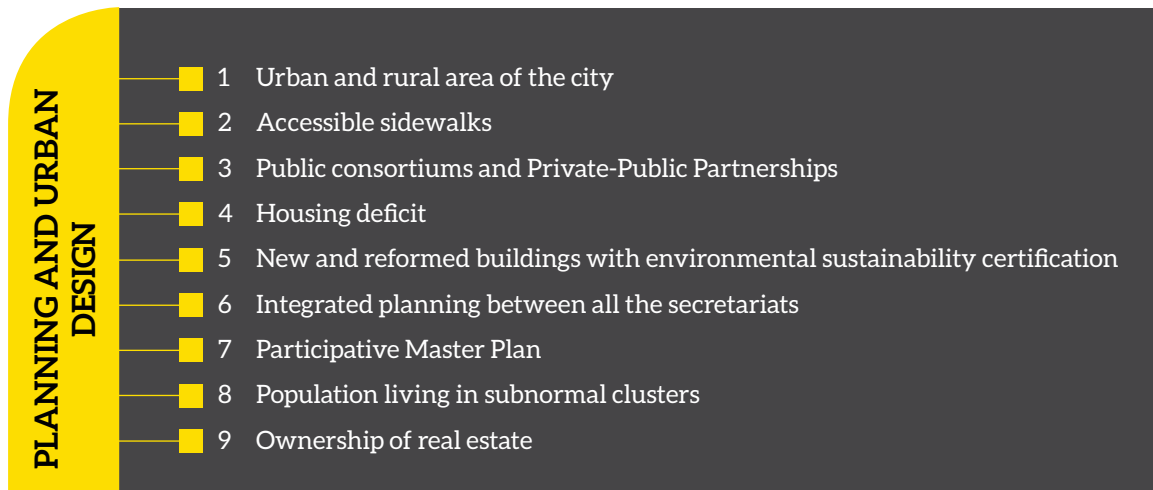 PLANNING AND URBAN
DESIGN
1 Urban and rural area of the city
2 Accessible sidewalks
3 Public consortiums and Private-Public Partnerships
4 Housing deficit
5 New and reformed buildings with environmental sustainability certification
6 Integrated planning between all the secretariats
7 Participative Master Plan
8 Population living in subnormal clusters
9 Ownership of real estate